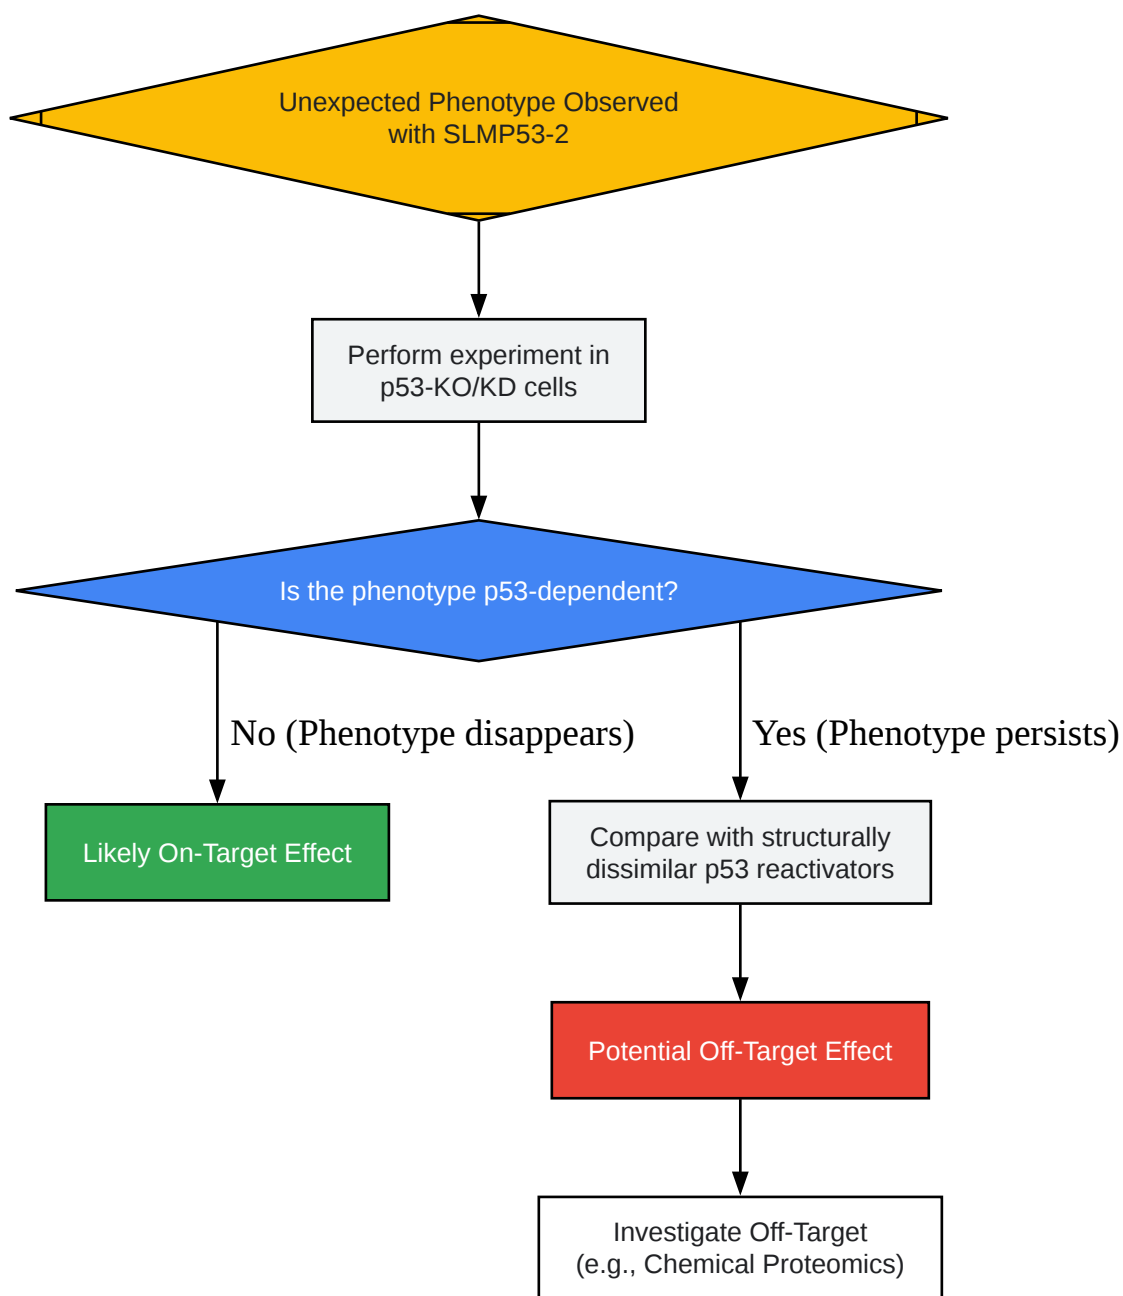 Unexpected Phenotype Observed
with SLMP53-2
Perform experiment in
p53-KO/KD cells
Is the phenotype p53-dependent?
No (Phenotype disappears)
Yes (Phenotype persists)
Likely On-Target Effect
Compare with structurally
dissimilar p53 reactivators
Potential Off-Target Effect
Investigate Off-Target
(e.g., Chemical Proteomics)